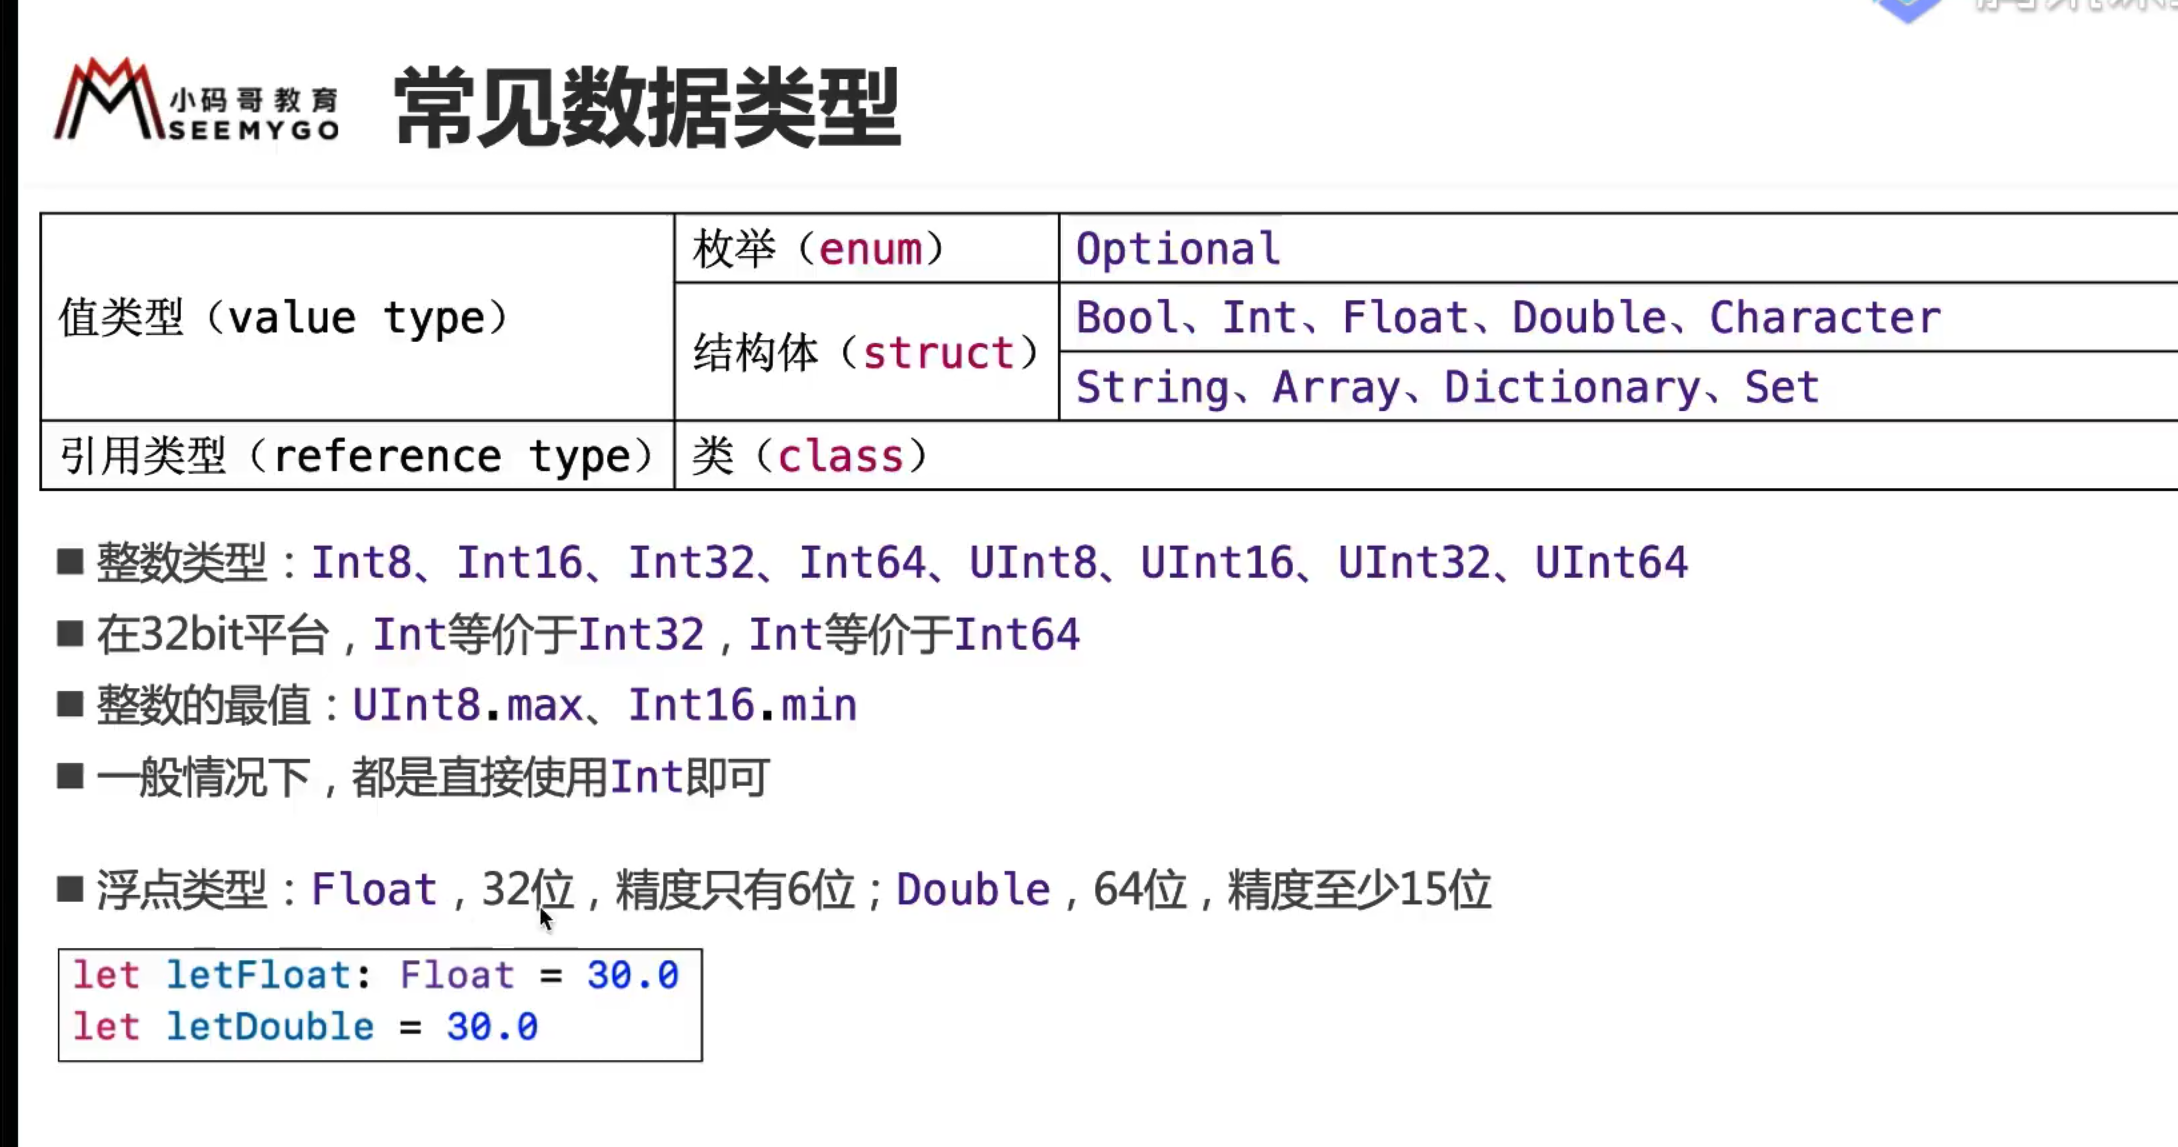 小码哥教育
SEEMYGO
常见数据类型
值类型（value type）
枚举（enum）
Optional
结构体（struct）
Bool、Int、Float、Double、Character
String、Array、Dictionary、Set
引用类型（reference type）
类（class）
■ 整数类型：Int8、Int16、Int32、Int64、UInt8、UInt16、UInt32、UInt64
■ 在32bit平台，Int等价于Int32，Int等价于Int64
■ 整数的最值：UInt8.max、Int16.min
■ 一般情况下，都是直接使用Int即可
■ 浮点类型：Float，32位，精度只有6位；Double，64位，精度至少15位
let letFloat: Float = 30.0
let letDouble = 30.0